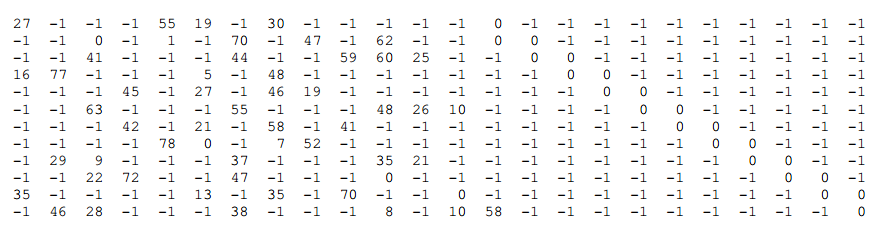 27 -1 -1 -1 55 19 -1 30 -1 -1 -1 -1 -1 0 -1 -1 -1 -1 -1 -1 -1 -1 -1 -1
-1 -1 0 -1 1 -1 70 -1 47 -1 62 -1 -1 0 0 -1 -1 -1 -1 -1 -1 -1 -1 -1
-1 -1 41 -1 -1 -1 44 -1 -1 59 60 25 -1 -1 0 0 -1 -1 -1 -1 -1 -1 -1 -1
16 77 -1 -1 -1 5 -1 48 -1 -1 -1 -1 -1 -1 -1 0 0 -1 -1 -1 -1 -1 -1 -1
-1 -1 -1 45 -1 27 -1 46 19 -1 -1 -1 -1 -1 -1 -1 0 0 -1 -1 -1 -1 -1 -1
-1 -1 63 -1 -1 -1 55 -1 -1 -1 48 26 10 -1 -1 -1 -1 0 0 -1 -1 -1 -1 -1
-1 -1 -1 42 -1 21 -1 58 -1 41 -1 -1 -1 -1 -1 -1 -1 -1 0 0 -1 -1 -1 -1
-1 -1 -1 -1 78 0 -1 7 52 -1 -1 -1 -1 -1 -1 -1 -1 -1 -1 0 0 -1 -1 -1
-1 29 9 -1 -1 -1 37 -1 -1 -1 35 21 -1 -1 -1 -1 -1 -1 -1 -1 0 0 -1 -1
-1 -1 22 72 -1 -1 47 -1 -1 -1 0 -1 -1 -1 -1 -1 -1 -1 -1 -1 -1 0 0 -1
35 -1 -1 -1 -1 13 -1 35 -1 70 -1 -1 0 -1 -1 -1 -1 -1 -1 -1 -1 -1 0 0
-1 46 28 -1 -1 -1 38 -1 -1 -1 8 -1 10 58 -1 -1 -1 -1 -1 -1 -1 -1 -1 0